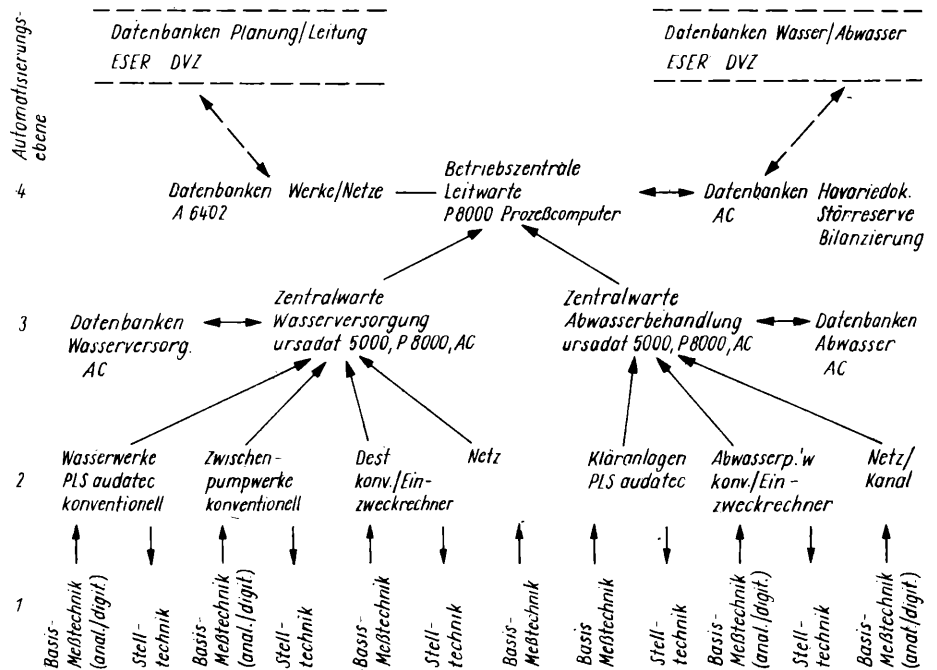 Automatisierungs-
ebene
Datenbanken Planung/Leitung
ESER DVZ
Datenbanken Wasser/Abwasser
ESER DVZ
4
Datenbanken Werke/Netze
A 6402
Betriebszentrale
Leitwarte
P8000 Prozeßcomputer
Datenbanken
AC
Havariedok.
Störreserve
Bilanzierung
3
Datenbanken
Wasserversorg.
AC
Zentralwarte
Wasserversorgung
ursadat 5000, P8000, AC
Zentralwarte
Abwasserbehandlung
ursadat 5000, P8000, AC
Datenbanken
Abwasser
AC
2
Wasserwerke
PLS audatec
konventionell
Zwischen-
pumpwerke
konventionell
Dest
konv./Ein-
zweckrechner
Netz
Kläranlagen
PLS audatec
Abwasserp.'w
konv./Ein-
zweckrechner
Netz/
Kanal
1
Basis-
Meßtechnik
(anal./digit.)
Stell-
technik
Basis-
Meßtechnik
(anal./digit.)
Stell-
technik
Basis-
Meßtechnik
Stell-
technik
Basis-
Meßtechnik
Basis
Meßtechnik
Stell-
technik
Basis-
Meßtechnik
(anal./digit.)
Stell-
technik
Basis-
Meßtechnik
(anal/digit.)